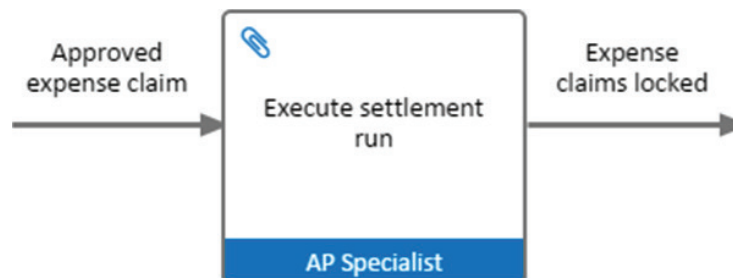 Approved
expense claim
Execute settlement
run
AP Specialist
Expense
claims locked